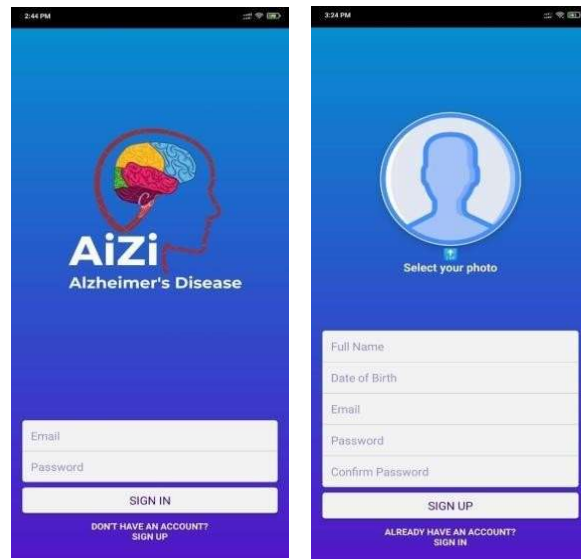 2:44 PM
AiZi
Alzheimer's Disease
Email
Password
SIGN IN
DON'T HAVE AN ACCOUNT?
SIGN UP
3:24 PM
Select your photo
Full Name
Date of Birth
Email
Password
Confirm Password
SIGN UP
ALREADY HAVE AN ACCOUNT?
SIGN IN